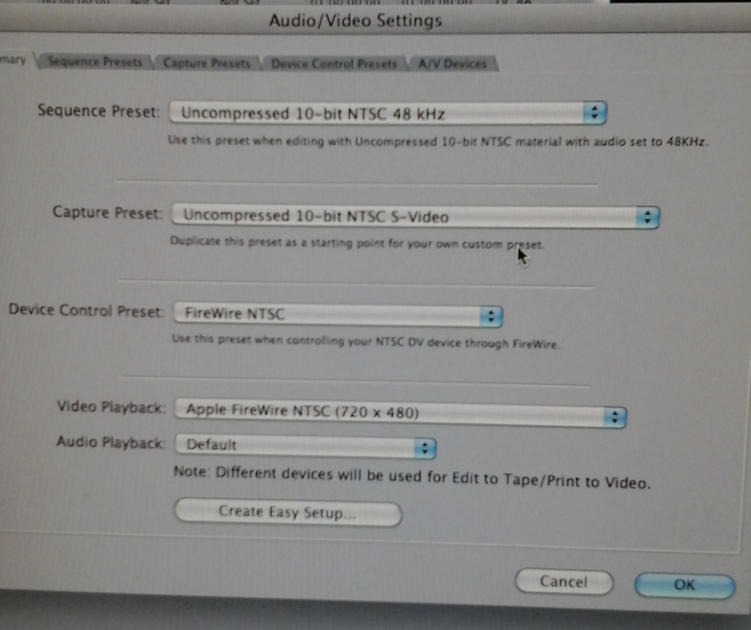 Audio/Video Settings
mary Sequence Presets Capture Presets Device Control Presets A/V Devices
Sequence Preset: Uncompressed 10-bit NTSC 48 kHz
Use this preset when editing with Uncompressed 10-bit NTSC material with audio set to 48KHz.
Capture Preset: Uncompressed 10-bit NTSC S-Video
Duplicate this preset as a starting point for your own custom preset.
Device Control Preset: FireWire NTSC
Use this preset when controlling your NTSC DV device through FireWire.
Video Playback: Apple FireWire NTSC (720 x 480)
Audio Playback: Default
Note: Different devices will be used for Edit to Tape/Print to Video.
Create Easy Setup...
Cancel OK